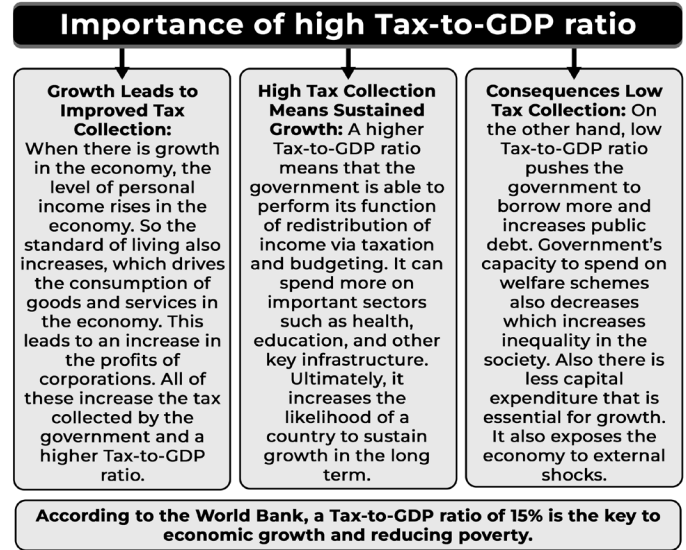 Importance of high Tax-to-GDP ratio
Growth Leads to
Improved Tax
Collection:
When there is growth
in the economy, the
level of personal
income rises in the
economy. So the
standard of living also
increases, which drives
the consumption of
goods and services in
the economy. This
leads to an increase in
the profits of
corporations. All of
these increase the tax
collected by the
government and a
higher Tax-to-GDP
ratio.
High Tax Collection
Means Sustained
Growth: A higher
Tax-to-GDP ratio
means that the
government is able to
perform its function
of redistribution of
income via taxation
and budgeting. It can
spend more on
important sectors
such as health,
education, and other
key infrastructure.
Ultimately, it
increases the
likelihood of a
country to sustain
growth in the long
term.
Consequences Low
Tax Collection: On
the other hand, low
Tax-to-GDP ratio
pushes the
government to
borrow more and
increases public
debt. Government's
capacity to spend on
welfare schemes
also decreases
which increases
inequality in the
society. Also there is
less capital
expenditure that is
essential for growth.
It also exposes the
economy to external
shocks.
According to the World Bank, a Tax-to-GDP ratio of 15% is the key to
economic growth and reducing poverty.